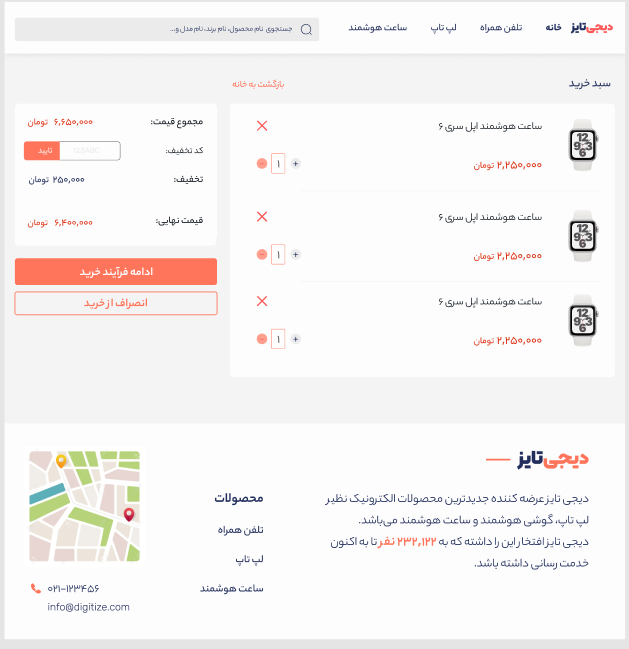 دیجی‌تایز
خانه
تلفن همراه
لپ تاپ
ساعت هوشمند
جستجوی نام محصول، نام برند، نام مدل و...
سبد خرید
بازگشت به خانه
ساعت هوشمند اپل سری ۶
۲,۲۵۰,۰۰۰ تومان
+
۱
-
ساعت هوشمند اپل سری ۶
۲,۲۵۰,۰۰۰ تومان
+
۱
-
ساعت هوشمند اپل سری ۶
۲,۲۵۰,۰۰۰ تومان
+
۱
-
مجموع قیمت:
۶,۶۵۰,۰۰۰ تومان
کد تخفیف:
تایید
تخفیف:
۲۵۰,۰۰۰ تومان
قیمت نهایی:
۶,۴۰۰,۰۰۰ تومان
ادامه فرآیند خرید
انصراف از خرید
دیجی‌تایز
دیجی تایز عرضه کننده جدیدترین محصولات الکترونیک نظیر
لپ تاپ، گوشی هوشمند و ساعت هوشمند می‌باشد.
دیجی تایز افتخار این را داشته که به ۲۳۲,۱۲۲ نفر تا به اکنون
خدمت رسانی داشته باشد.
محصولات
تلفن همراه
لپ تاپ
ساعت هوشمند
۰۲۱-۱۲۳۴۵۶
info@digitize.com